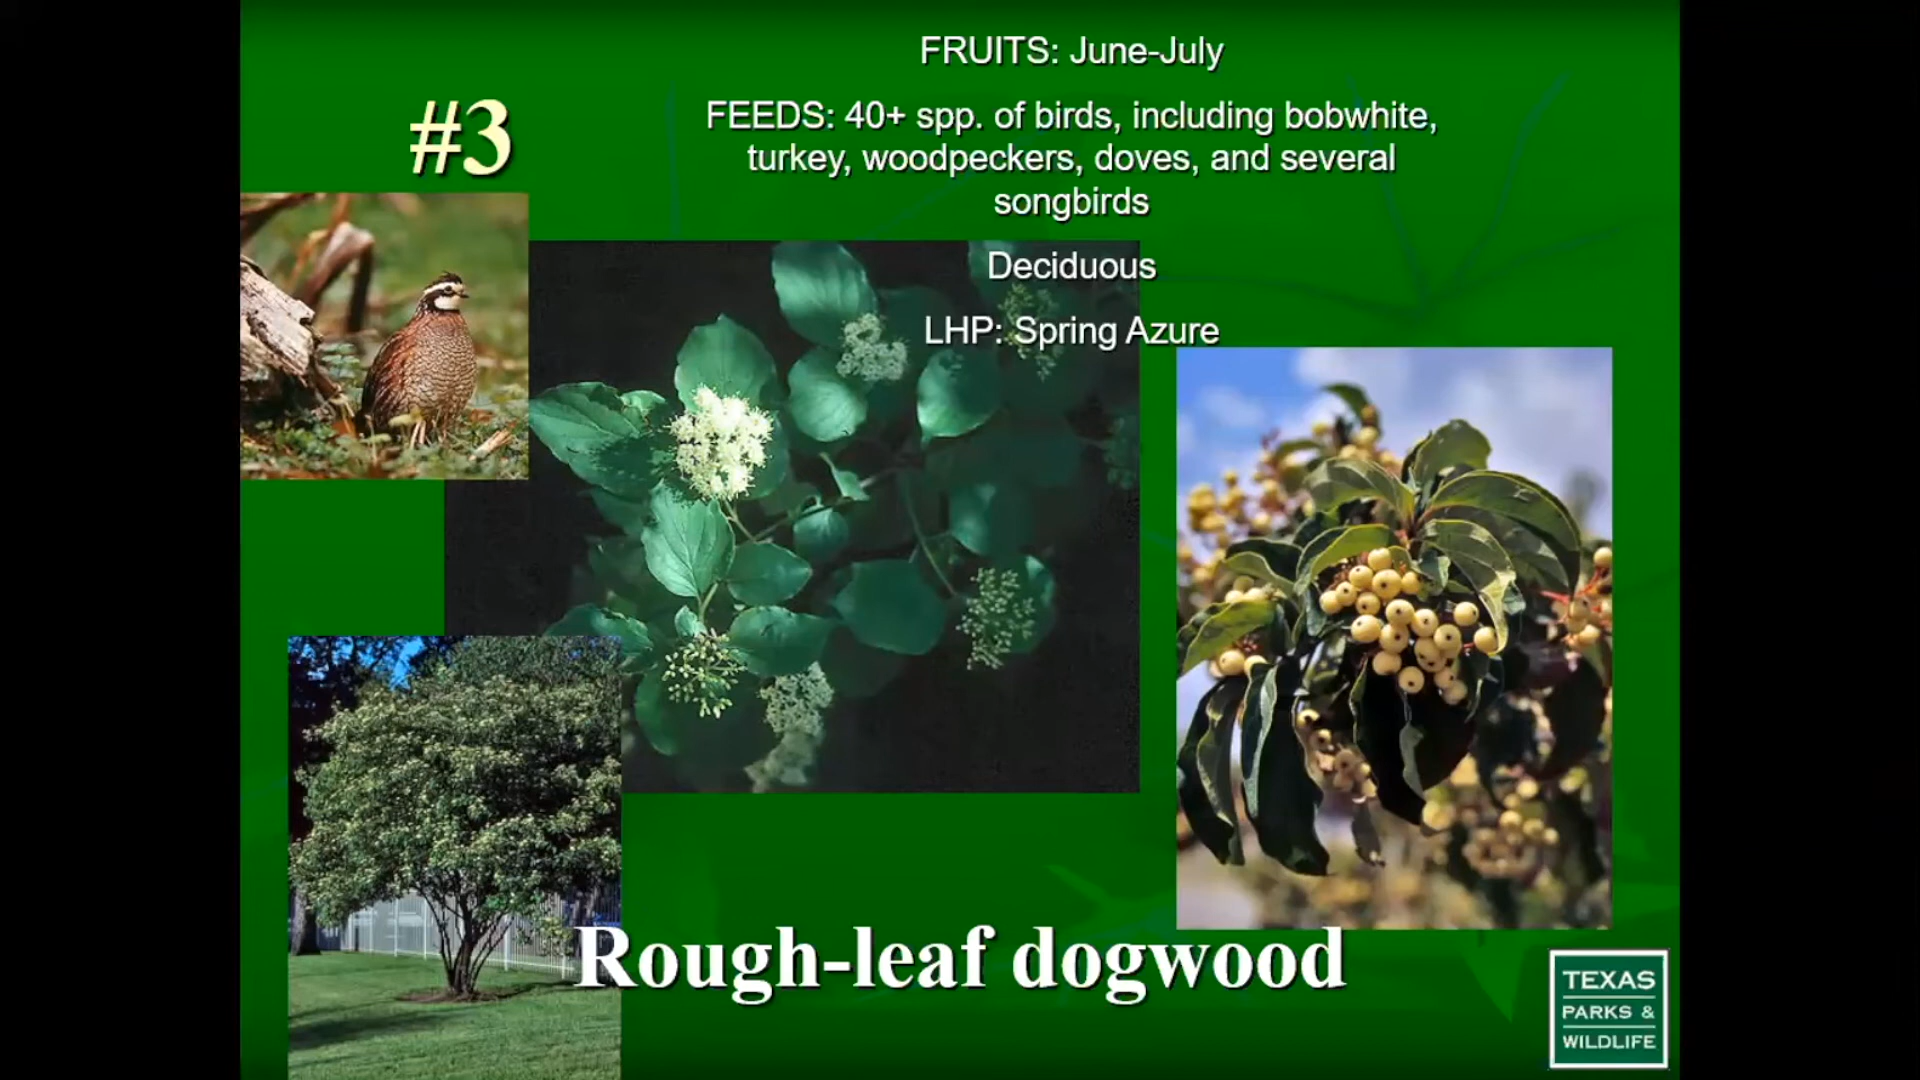 FRUITS: June-July
#3
FEEDS: 40+ spp. of birds, including bobwhite,
turkey, woodpeckers, doves, and several
songbirds
Deciduous
LHP: Spring Azure
Rough-leaf dogwood
TEXAS
PARKS &
WILDLIFE